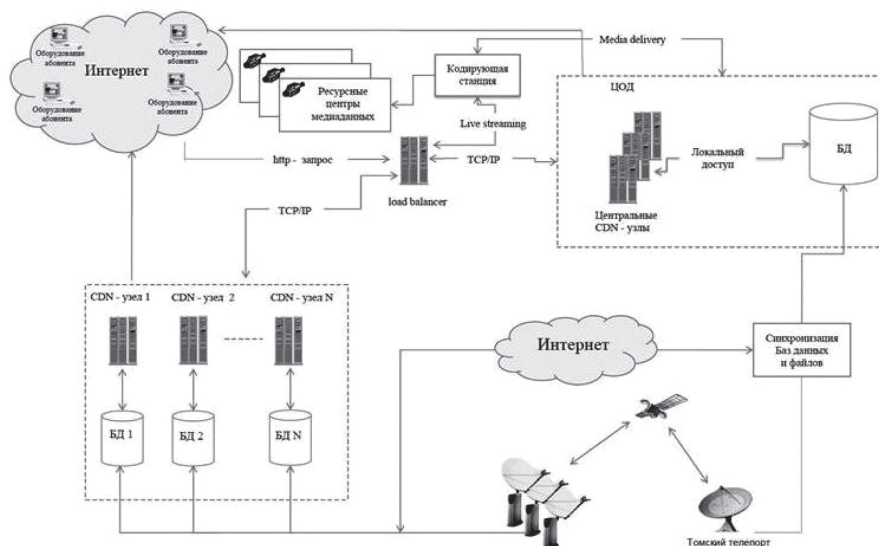 Оборудование
абонента
Оборудование
абонента
Интернет
Оборудование
абонента
Оборудование
абонента
Ресурсные
центры
медиаданных
Кодирующая
станция
Media delivery
Live streaming
http - запрос
TCP/IP
load balancer
TCP/IP
ЦОД
Локальный
доступ
БД
Центральные
CDN - узлы
CDN - узел 1
CDN - узел 2
CDN - узел N
БД 1
БД 2
БД N
Интернет
Синхронизация
Баз данных
и файлов
Томский телепорт